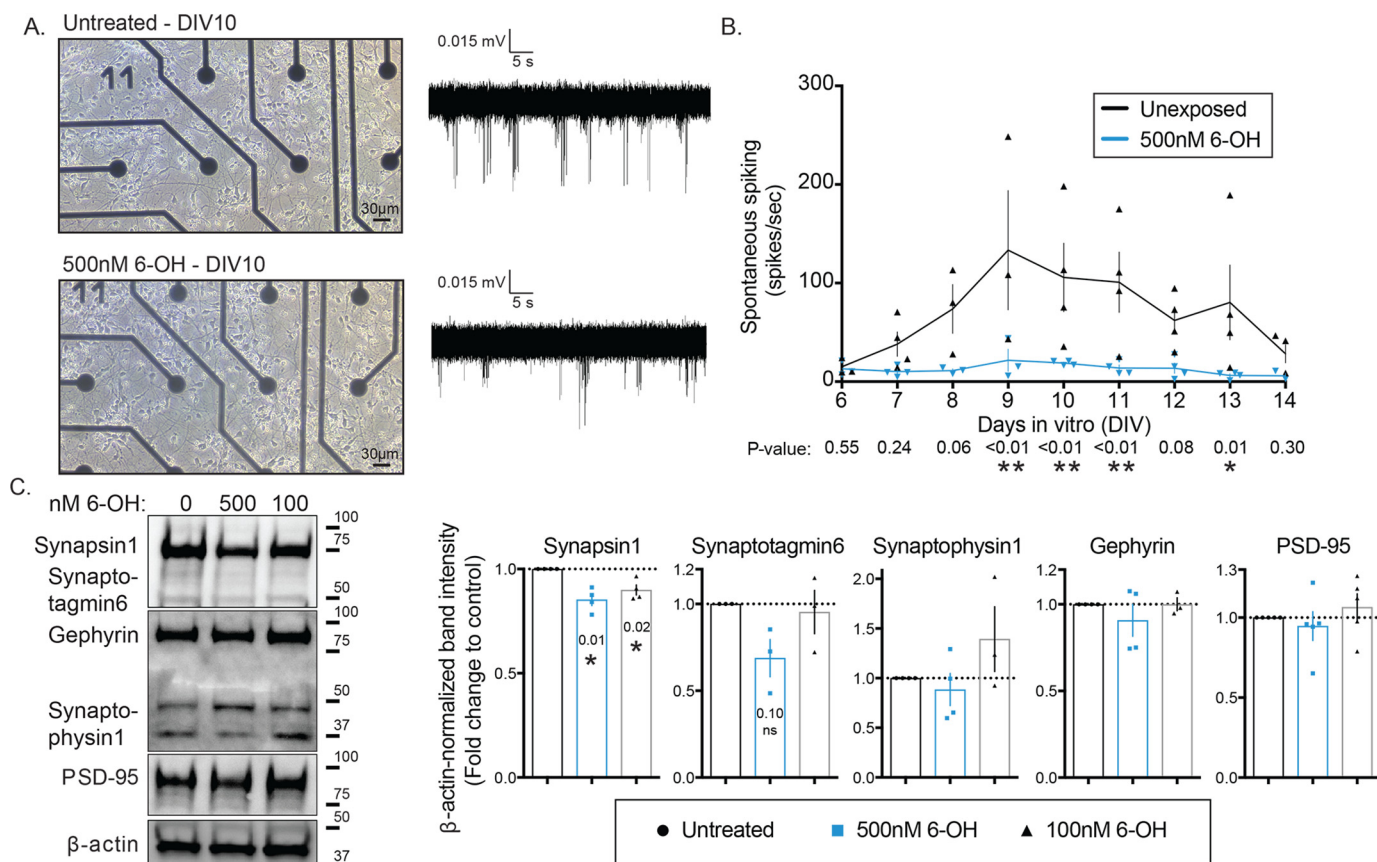 A.
Untreated - DIV10
11
30μm
0.015 mV
5 s
500nM 6-OH - DIV10
11
30μm
0.015 mV
5 s
B.
Spontaneous spiking
(spikes/sec)
300
200
100
0
Unexposed
500nM 6-OH
6 7 8 9 10 11 12 13 14
Days in vitro (DIV)
P-value: 0.55 0.24 0.06 <0.01 <0.01 <0.01 0.08 0.01 0.30
** ** ** *
C.
nM 6-OH: 0 500 100
Synapsin1
Synapto-
tagmin6
100
75
50
Gephyrin
Synapto-
physin1
100
75
50
37
PSD-95
100
75
β-actin
50
37
β-actin-normalized band intensity
(Fold change to control)
Synapsin1
1.0
0.5
0.0
0.01
*
0.02
*
Synaptotagmin6
1.2
1.0
0.5
0.0
0.10
ns
Synaptophysin1
2.0
1.5
1.0
0.5
0.0
Gephyrin
1.2
1.0
0.5
0.0
PSD-95
1.3
1.0
0.5
0.0
Untreated
500nM 6-OH
100nM 6-OH